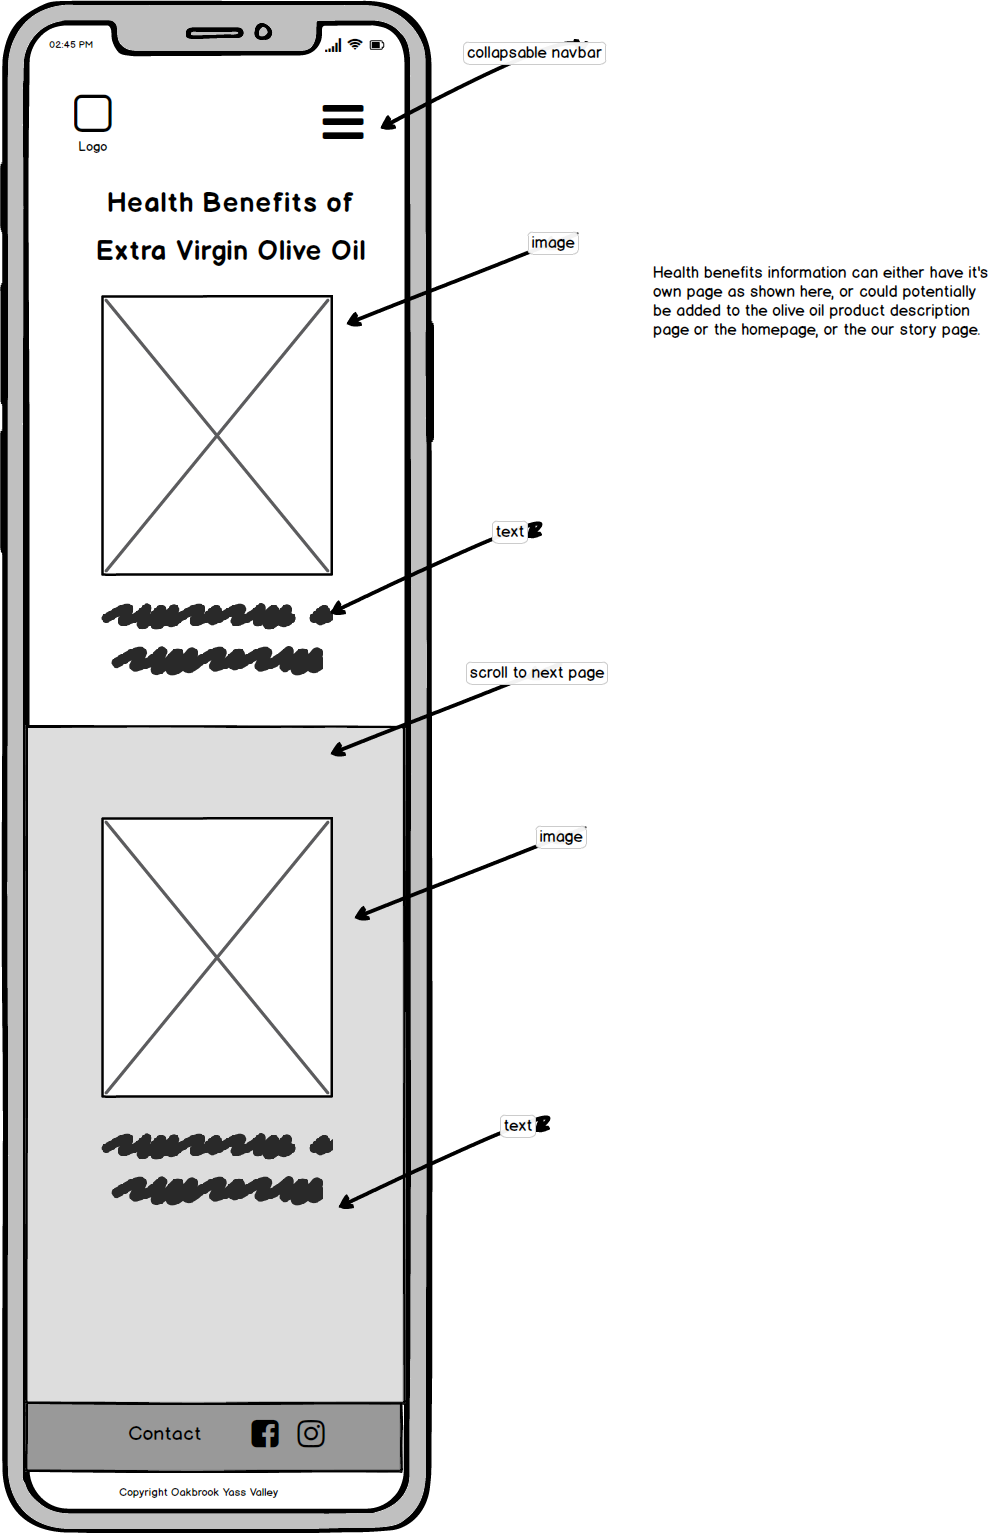 02:45 PM
collapsable navbar
Logo
Health Benefits of
Extra Virgin Olive Oil
image
Health benefits information can either have it's
own page as shown here, or could potentially
be added to the olive oil product description
page or the homepage, or the our story page.
text
scroll to next page
image
text
Contact
Copyright Oakbrook Yass Valley